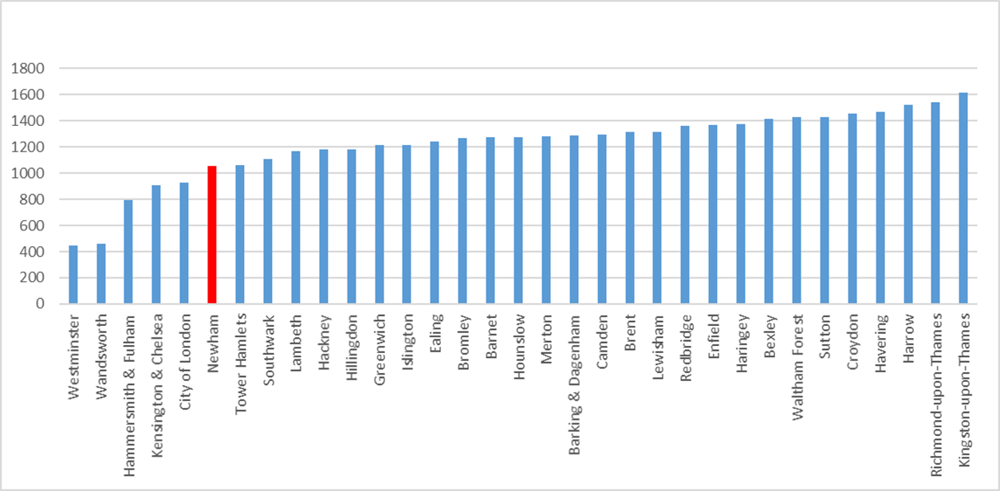 1800
1600
1400
1200
1000
800
600
400
200
0
Westminster
Wandsworth
Hammersmith & Fulham
Kensington & Chelsea
City of London
Newham
Tower Hamlets
Southwark
Lambeth
Hackney
Hillingdon
Greenwich
Islington
Ealing
Bromley
Barnet
Hounslow
Merton
Barking & Dagenham
Camden
Brent
Lewisham
Redbridge
Enfield
Haringey
Bexley
Waltham Forest
Sutton
Croydon
Havering
Harrow
Richmond-upon-Thames
Kingston-upon-Thames